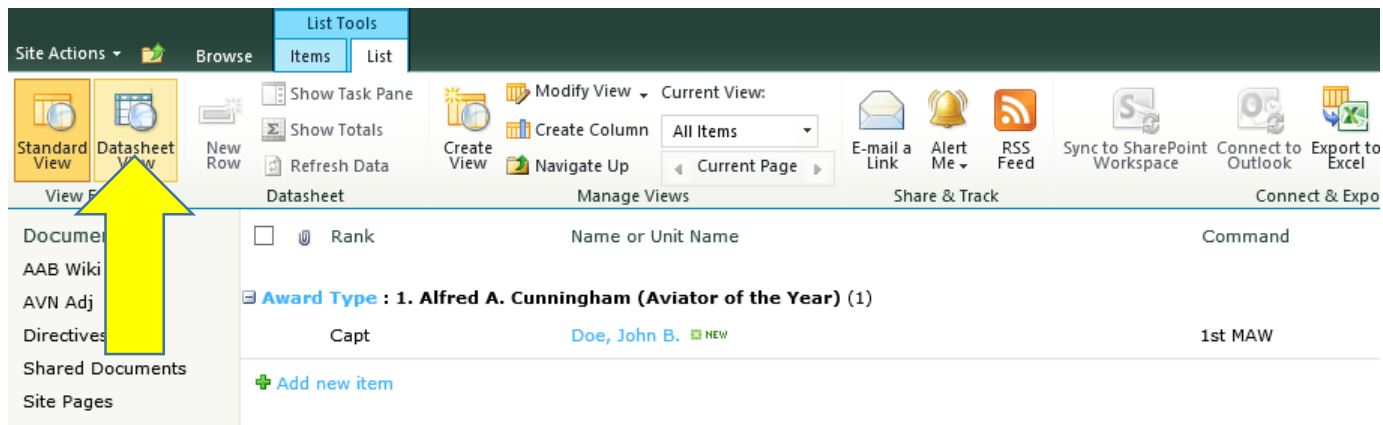 List Tools
Site Actions Browse Items List
Show Task Pane Modify View Current View:
Show Totals Create Column All Items
Standard View Datasheet View New Row Refresh Data Create View Navigate Up Current Page E-mail a Link Alert Me RSS Feed Sync to SharePoint Workspace Connect to Outlook Export to Excel
View Datasheet Manage Views Share & Track Connect & Expo
Rank Name or Unit Name Command
AAB Wiki
AVN Adj
Award Type : 1. Alfred A. Cunningham (Aviator of the Year) (1)
Directives
Capt Doe, John B. NEW 1st MAW
Shared Documents
Add new item
Site Pages